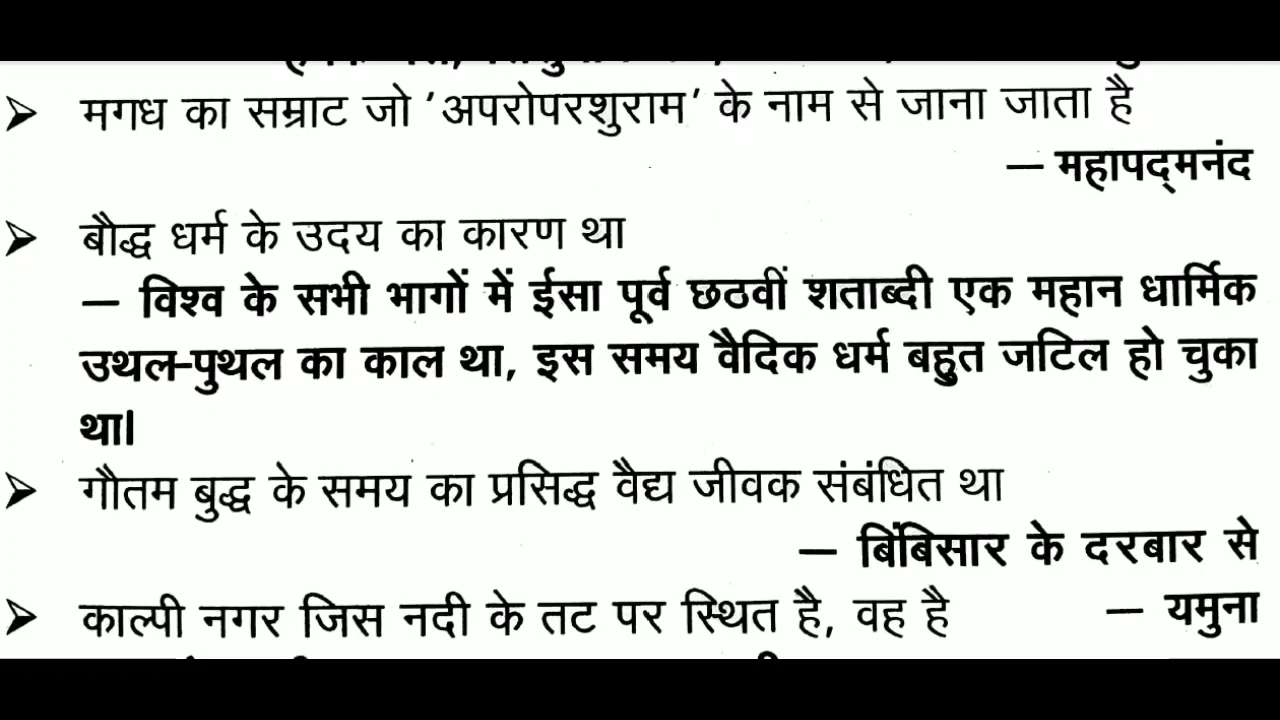 ➢ मगध का सम्राट जो ‘अपरोपरशुराम’ के नाम से जाना जाता है
— महापद्मनंद
➢ बौद्ध धर्म के उदय का कारण था
— विश्व के सभी भागों में ईसा पूर्व छठवीं शताब्दी एक महान धार्मिक
उथल-पुथल का काल था, इस समय वैदिक धर्म बहुत जटिल हो चुका
था।
➢ गौतम बुद्ध के समय का प्रसिद्ध वैद्य जीवक संबंधित था
— बिंबिसार के दरबार से
➢ काल्पी नगर जिस नदी के तट पर स्थित है, वह है — यमुना